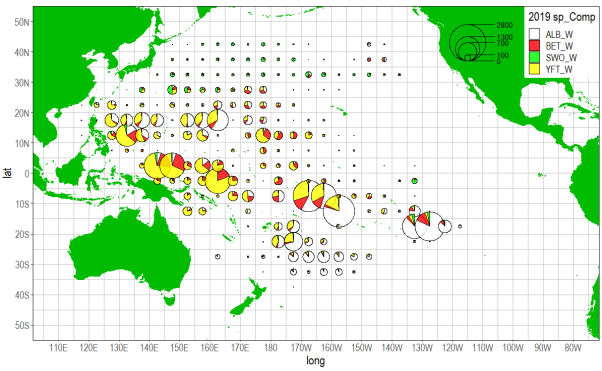 2019 sp_Comp
2800
1300
700
100
0
ALB_W
BET_W
SWO_W
YFT_W
50N
40N
30N
20N
10N
0
10S
20S
30S
40S
50S
lat
110E 120E 130E 140E 150E 160E 170E 180 170W 160W 150W 140W 130W 120W 110W 100W 90W 80W
long